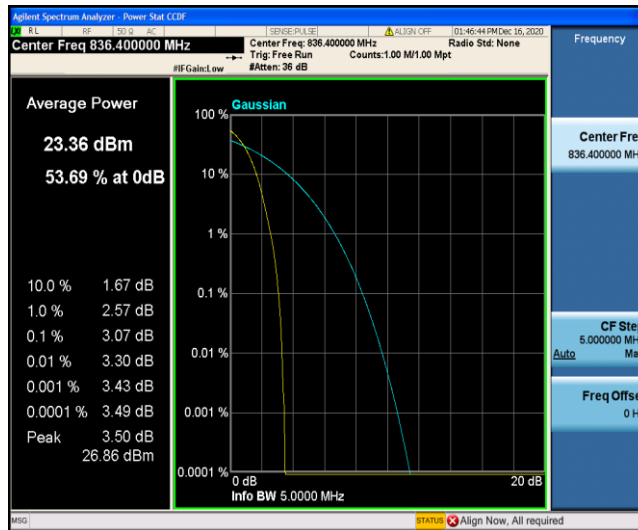 Agilent Spectrum Analyzer - Power Stat CCDF
RL RF 50 Ω AC SENSE:PULSE ALIGN OFF 01:46:44 PM Dec 16, 2020
Center Freq 836.400000 MHz
Center Freq: 836.400000 MHz Radio Std: None
Trig: Free Run Counts:1.00 M/1.00 Mpt
#IFGain:Low #Atten: 36 dB
Frequency
Average Power
23.36 dBm
53.69 % at 0dB
10.0 % 1.67 dB
1.0 % 2.57 dB
0.1 % 3.07 dB
0.01 % 3.30 dB
0.001 % 3.43 dB
0.0001 % 3.49 dB
Peak 3.50 dB
26.86 dBm
Gaussian
100 %
10 %
1 %
0.1 %
0.01 %
0.001 %
0.0001 %
0 dB 20 dB
Info BW 5.0000 MHz
Center Fre
836.400000 MH
CF Ste
5.000000 MH
Auto Ma
Freq Offse
0 H
MSG STATUS Align Now, All required